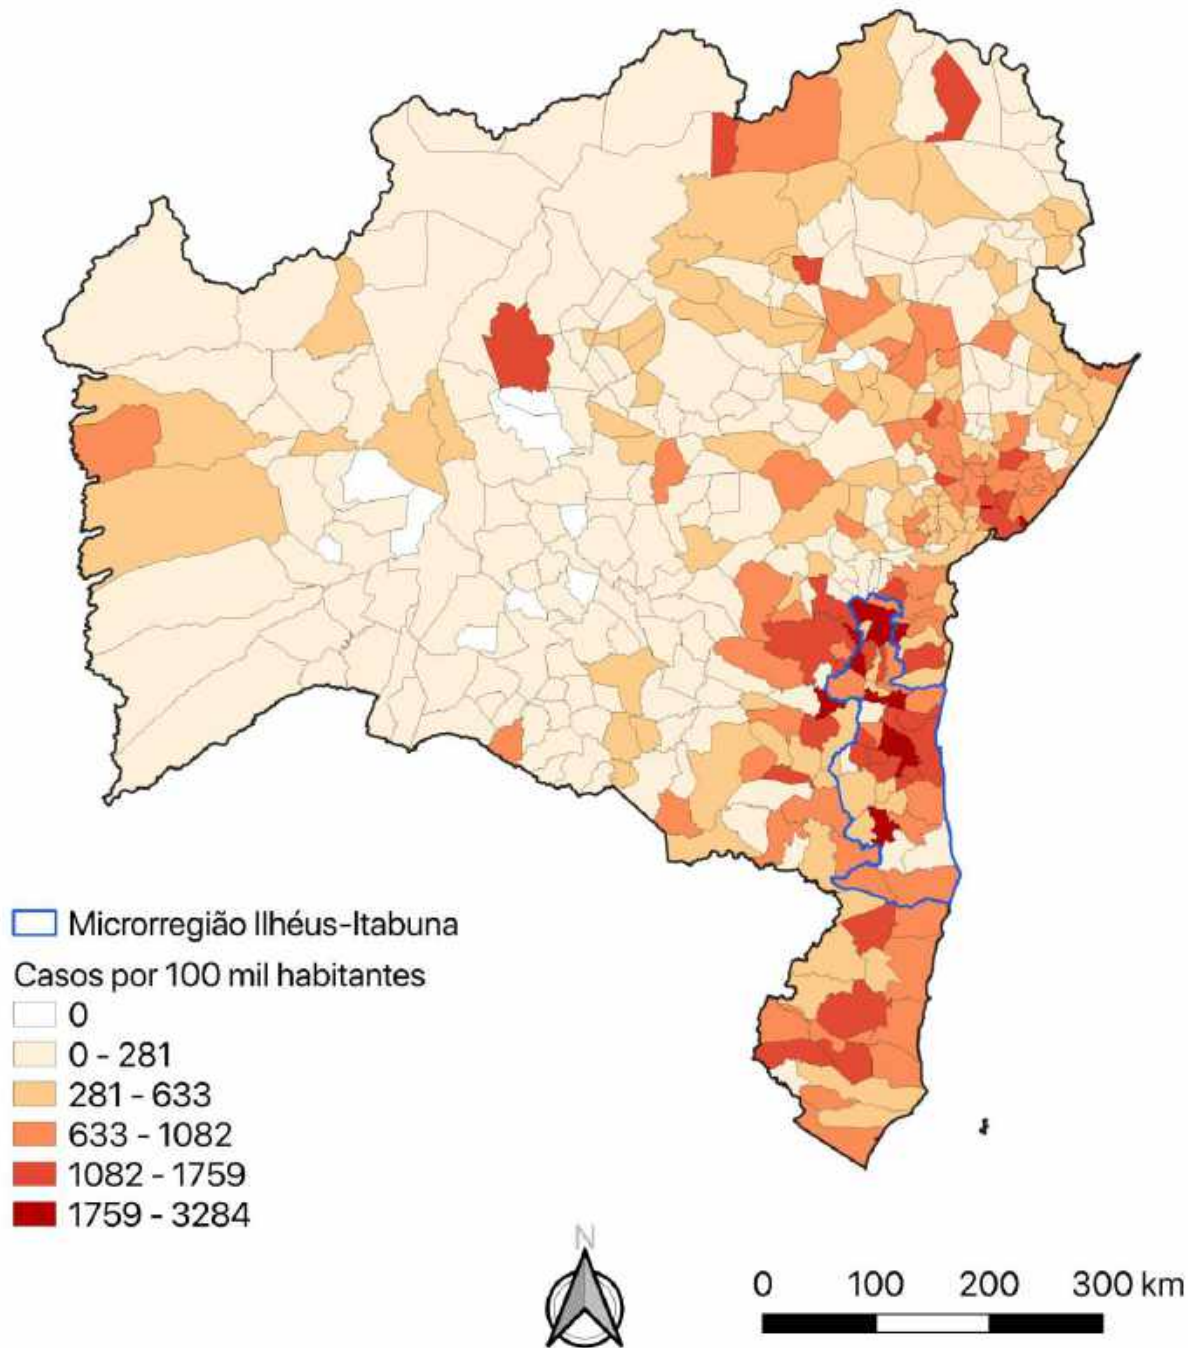 Microrregião Ilhéus-Itabuna
Casos por 100 mil habitantes
0
0 - 281
281 - 633
633 - 1082
1082 - 1759
1759 - 3284
N
0 100 200 300 km